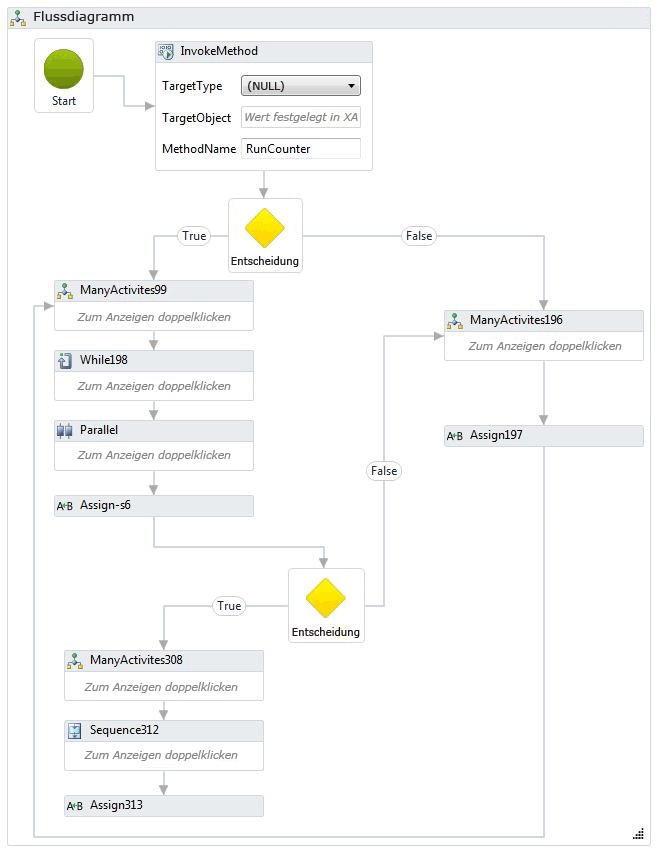 Flussdiagramm
Start
InvokeMethod
TargetType (NULL)
TargetObject Wert festgelegt in XA
MethodName RunCounter
Entscheidung
True
False
ManyActivites99
Zum Anzeigen doppelklicken
While198
Zum Anzeigen doppelklicken
Parallel
Zum Anzeigen doppelklicken
A+B Assign-s6
ManyActivites196
Zum Anzeigen doppelklicken
A+B Assign197
False
Entscheidung
True
ManyActivites308
Zum Anzeigen doppelklicken
Sequence312
Zum Anzeigen doppelklicken
A+B Assign313